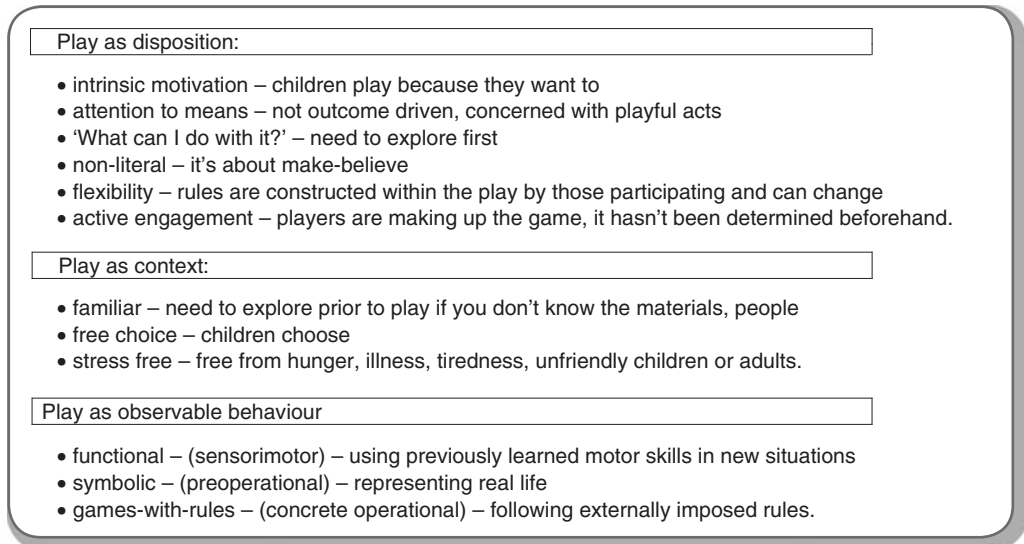 Play as disposition:
• intrinsic motivation – children play because they want to
• attention to means – not outcome driven, concerned with playful acts
• ‘What can I do with it?’ – need to explore first
• non-literal – it’s about make-believe
• flexibility – rules are constructed within the play by those participating and can change
• active engagement – players are making up the game, it hasn’t been determined beforehand.
Play as context:
• familiar – need to explore prior to play if you don’t know the materials, people
• free choice – children choose
• stress free – free from hunger, illness, tiredness, unfriendly children or adults.
Play as observable behaviour
• functional – (sensorimotor) – using previously learned motor skills in new situations
• symbolic – (preoperational) – representing real life
• games-with-rules – (concrete operational) – following externally imposed rules.